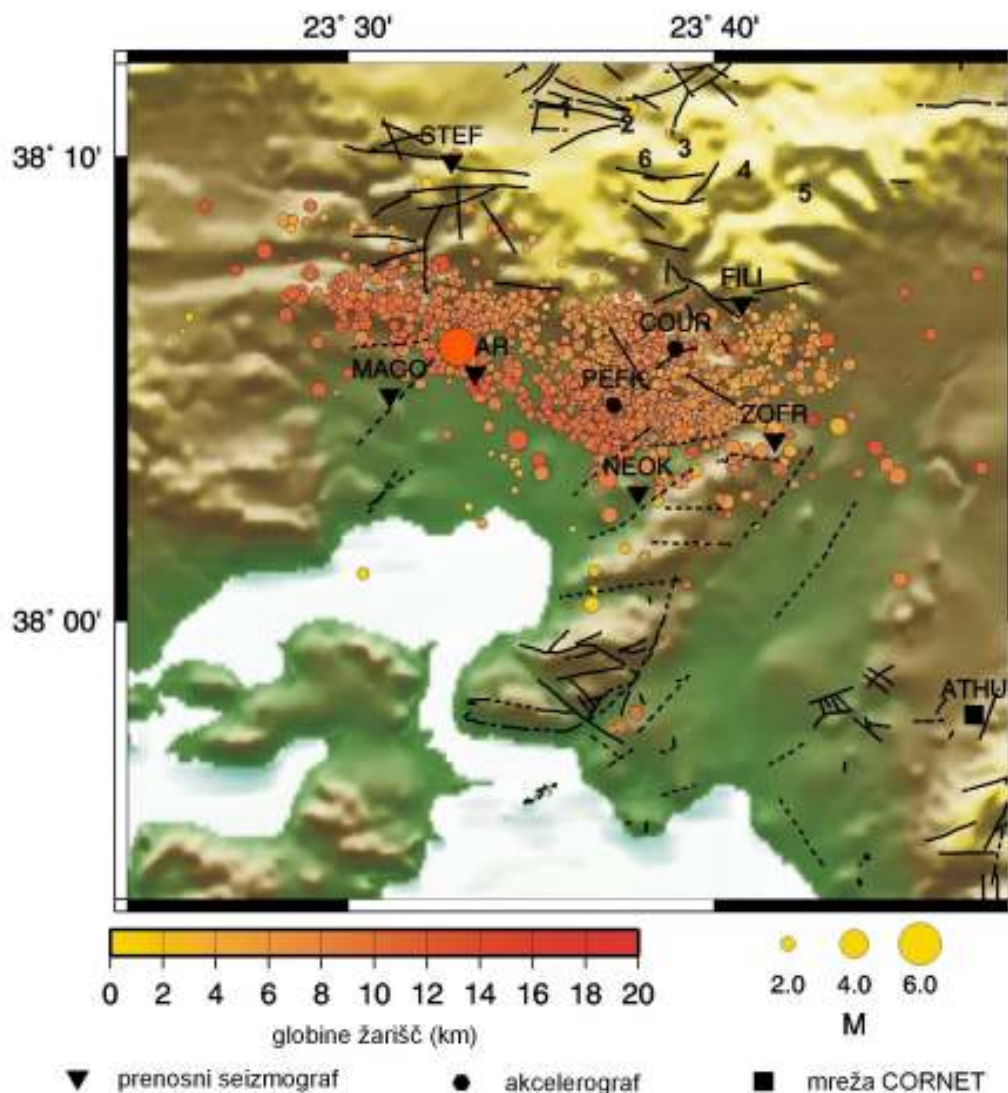 23° 30' 23° 40'
38° 10'
STEF
1
2
3
6
4
5
FILI
COUR
AR
MACO
PEFK
ZOFR
NEOK
38° 00'
ATHU
0 2 4 6 8 10 12 14 16 18 20
globine žarišč (km)
2.0 4.0 6.0
M
prenosni seizmograf akcelerograf mreža CORNET